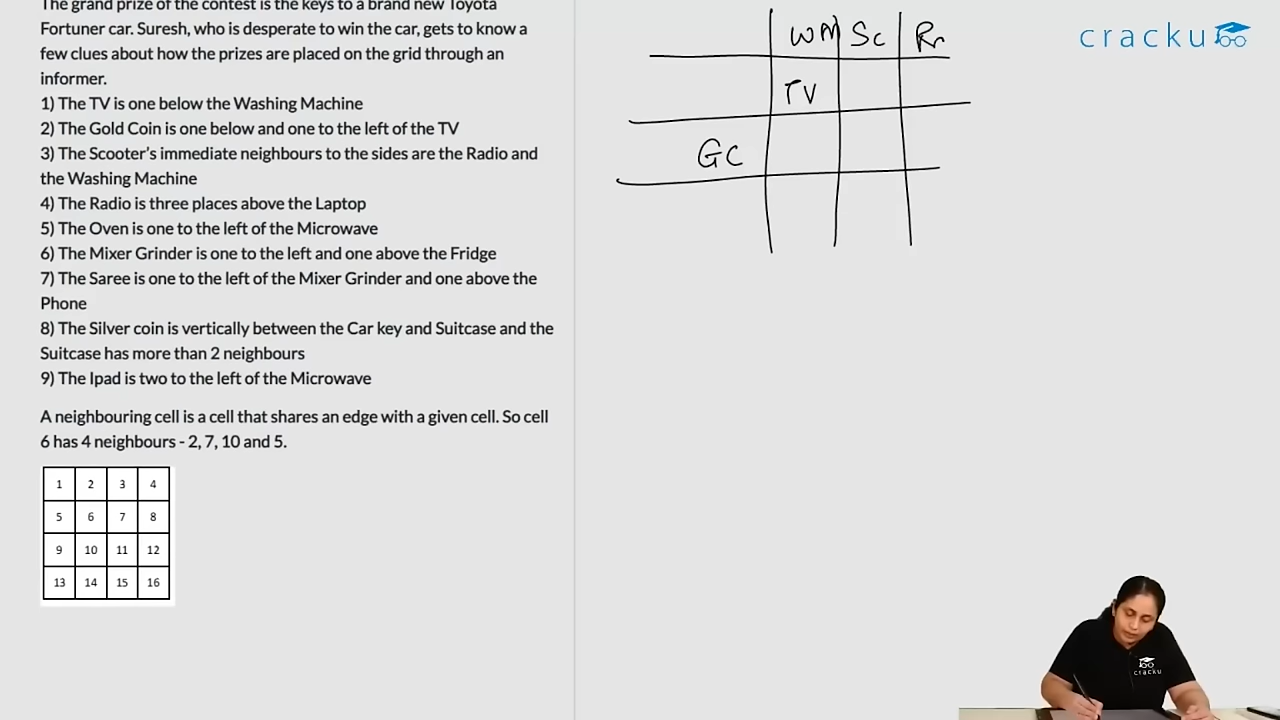 The grand prize of the contest is the keys to a brand new Toyota
Fortuner car. Suresh, who is desperate to win the car, gets to know a
few clues about how the prizes are placed on the grid through an
informer.
1) The TV is one below the Washing Machine
2) The Gold Coin is one below and one to the left of the TV
3) The Scooter's immediate neighbours to the sides are the Radio and
the Washing Machine
4) The Radio is three places above the Laptop
5) The Oven is one to the left of the Microwave
6) The Mixer Grinder is one to the left and one above the Fridge
7) The Saree is one to the left of the Mixer Grinder and one above the
Phone
8) The Silver coin is vertically between the Car key and Suitcase and the
Suitcase has more than 2 neighbours
9) The Ipad is two to the left of the Microwave
A neighbouring cell is a cell that shares an edge with a given cell. So cell
6 has 4 neighbours - 2, 7, 10 and 5.
1 2 3 4
5 6 7 8
9 10 11 12
13 14 15 16
WM Sc
TV
GC
cracku
cracku